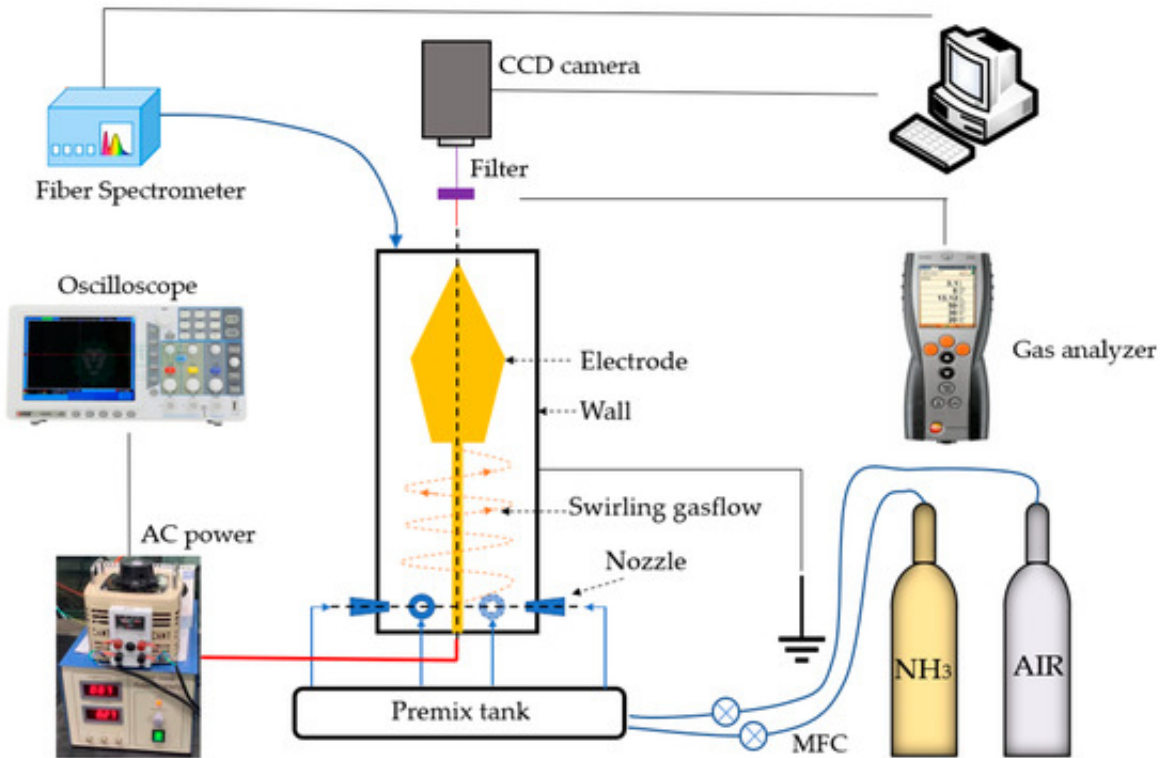 CCD camera
Filter
Fiber Spectrometer
Oscilloscope
Gas analyzer
Electrode
Wall
Swirling gasflow
AC power
Nozzle
NH3
AIR
Premix tank
MFC